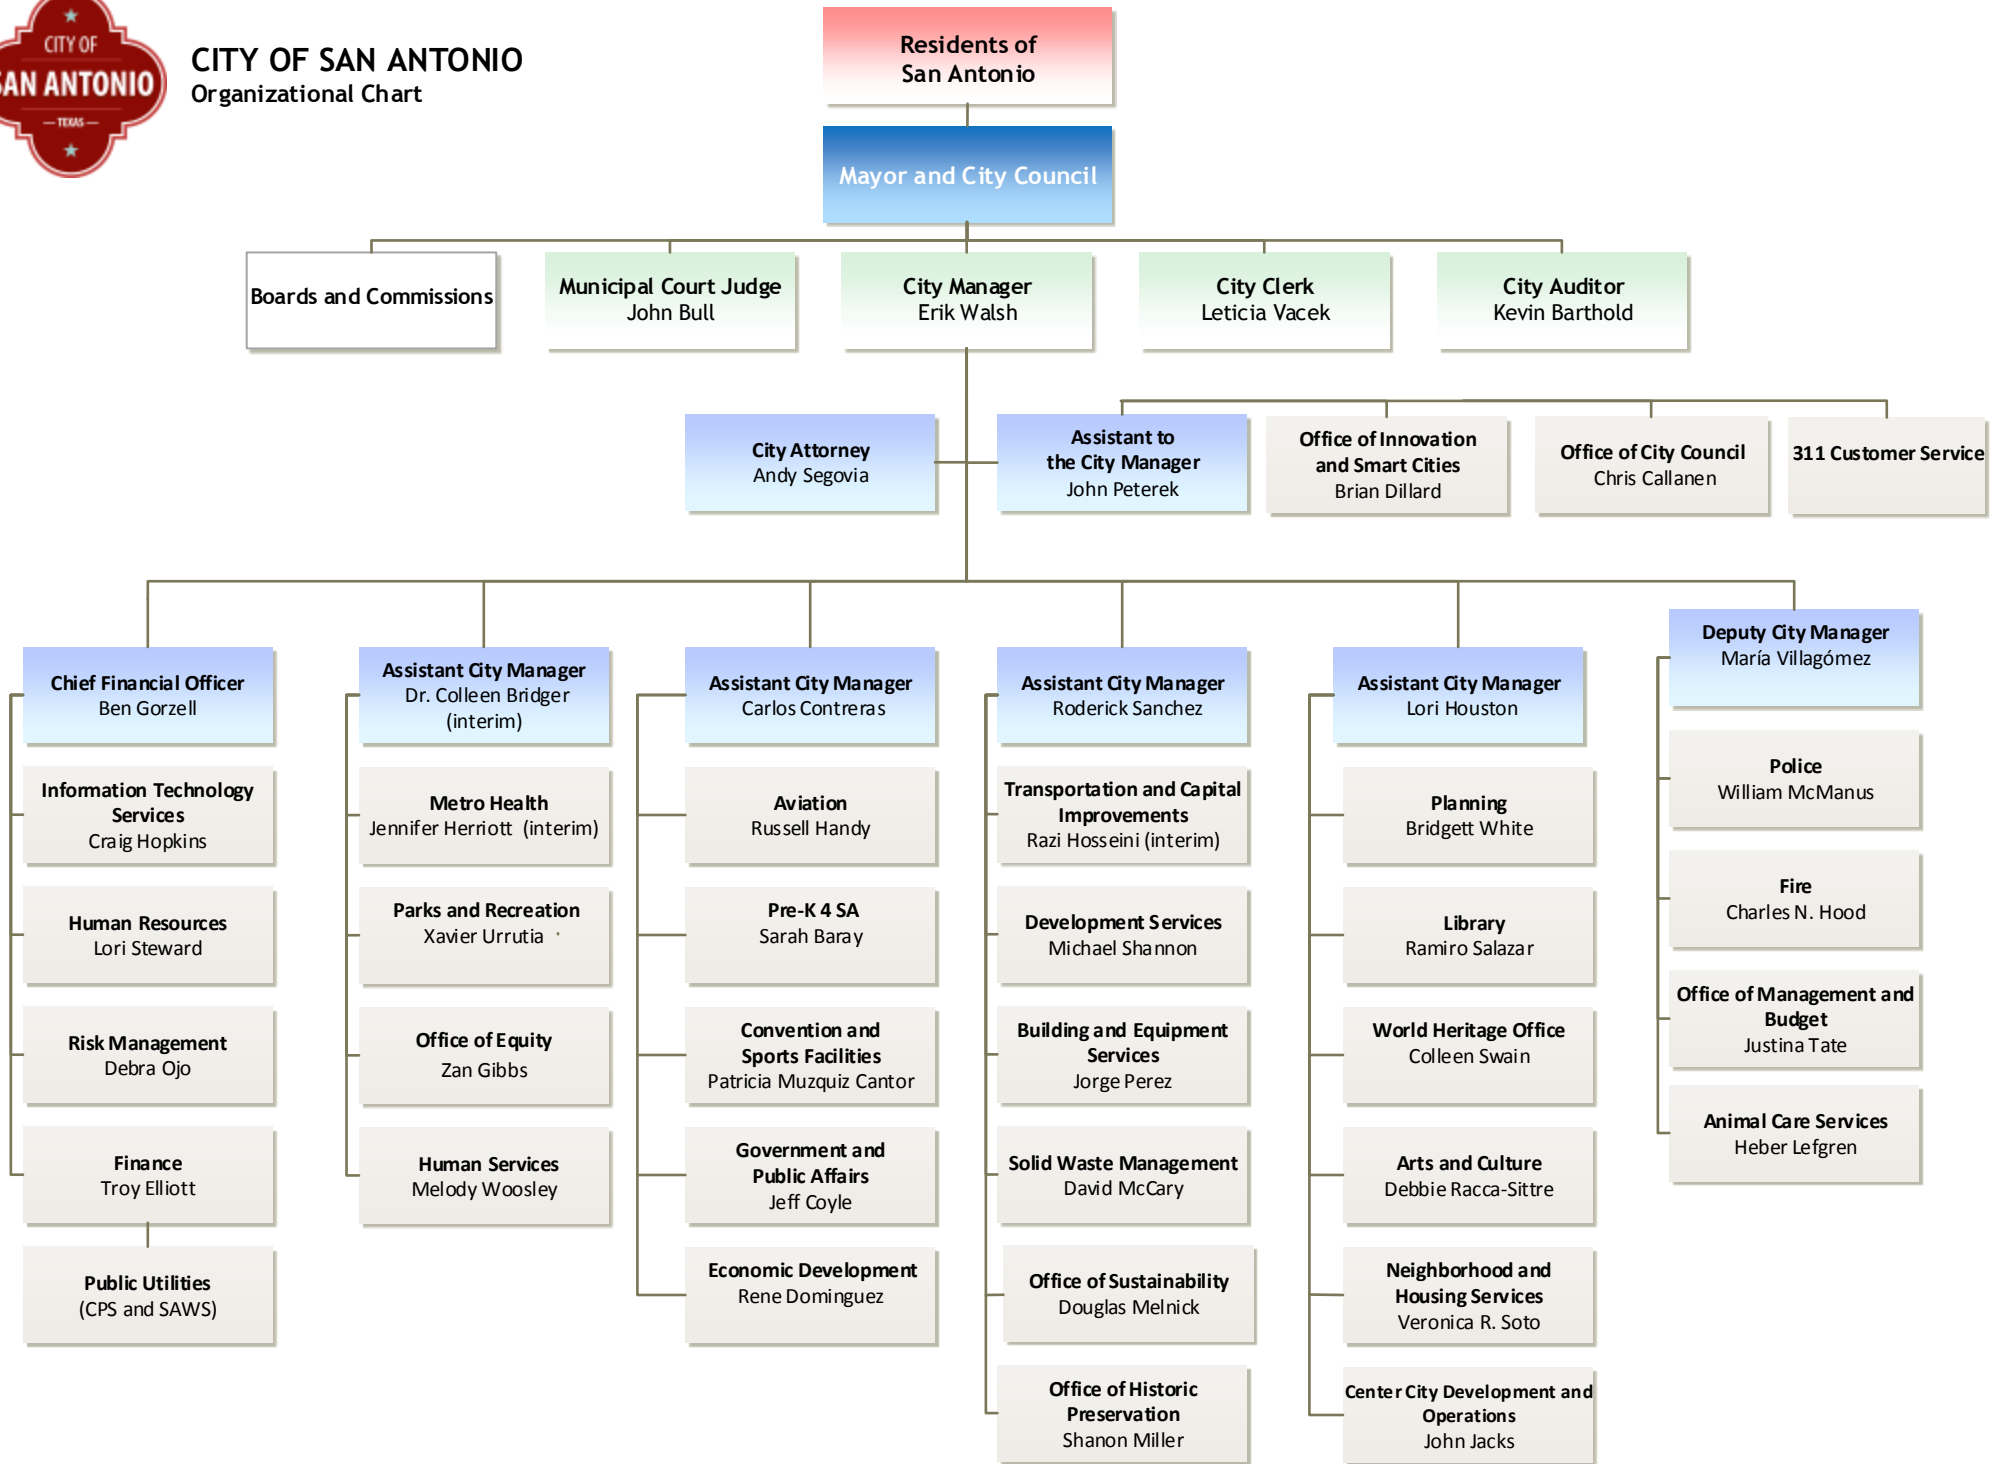 CITY OF
SAN ANTONIO
TEXAS
CITY OF SAN ANTONIO
Organizational Chart
Residents of
San Antonio
Mayor and City Council
Boards and Commissions
Municipal Court Judge
John Bull
City Manager
Erik Walsh
City Clerk
Leticia Vacek
City Auditor
Kevin Barthold
City Attorney
Andy Segovia
Assistant to
the City Manager
John Peterek
Office of Innovation
and Smart Cities
Brian Dillard
Office of City Council
Chris Callanen
311 Customer Service
Chief Financial Officer
Ben Gorzell
Information Technology
Services
Craig Hopkins
Human Resources
Lori Steward
Risk Management
Debra Ojo
Finance
Troy Elliott
Public Utilities
(CPS and SAWS)
Assistant City Manager
Dr. Colleen Bridger
(interim)
Metro Health
Jennifer Herriott (interim)
Parks and Recreation
Xavier Urrutia
Office of Equity
Zan Gibbs
Human Services
Melody Woosley
Assistant City Manager
Carlos Contreras
Aviation
Russell Handy
Pre-K 4 SA
Sarah Baray
Convention and
Sports Facilities
Patricia Muzquiz Cantor
Government and
Public Affairs
Jeff Coyle
Economic Development
Rene Dominguez
Assistant City Manager
Roderick Sanchez
Transportation and Capital
Improvements
Razi Hosseini (interim)
Development Services
Michael Shannon
Building and Equipment
Services
Jorge Perez
Solid Waste Management
David McCary
Office of Sustainability
Douglas Melnick
Office of Historic
Preservation
Shanon Miller
Assistant City Manager
Lori Houston
Planning
Bridgett White
Library
Ramiro Salazar
World Heritage Office
Colleen Swain
Arts and Culture
Debbie Racca-Sittre
Neighborhood and
Housing Services
Veronica R. Soto
Center City Development and
Operations
John Jacks
Deputy City Manager
María Villagómez
Police
William McManus
Fire
Charles N. Hood
Office of Management and
Budget
Justina Tate
Animal Care Services
Heber Lefgren